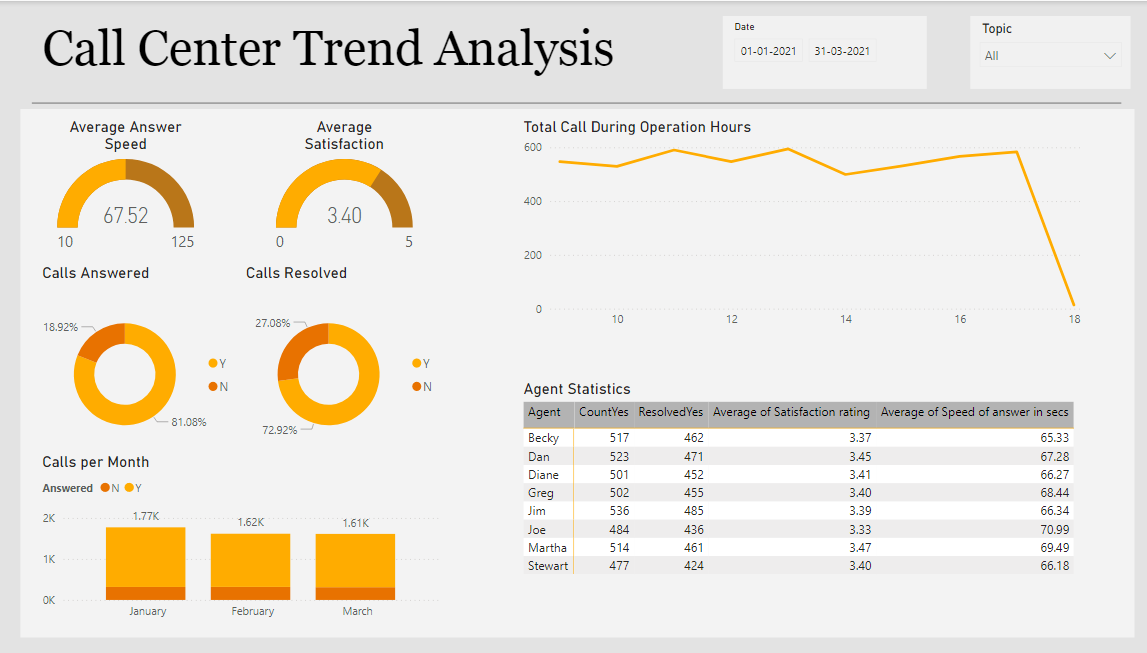 Call Center Trend Analysis
Date
01-01-2021 31-03-2021
Topic
All
Average Answer
Speed
67.52
10 125
Average
Satisfaction
3.40
0 5
Calls Answered
18.92%
81.08%
Y
N
Calls Resolved
27.08%
72.92%
Y
N
Calls per Month
Answered N Y
2K
1K
0K
1.77K 1.62K 1.61K
January February March
Total Call During Operation Hours
600
400
200
0
10 12 14 16 18
Agent Statistics
Agent CountYes ResolvedYes Average of Satisfaction rating Average of Speed of answer in secs
Becky 517 462 3.37 65.33
Dan 523 471 3.45 67.28
Diane 501 452 3.41 66.27
Greg 502 455 3.40 68.44
Jim 536 485 3.39 66.34
Joe 484 436 3.33 70.99
Martha 514 461 3.47 69.49
Stewart 477 424 3.40 66.18